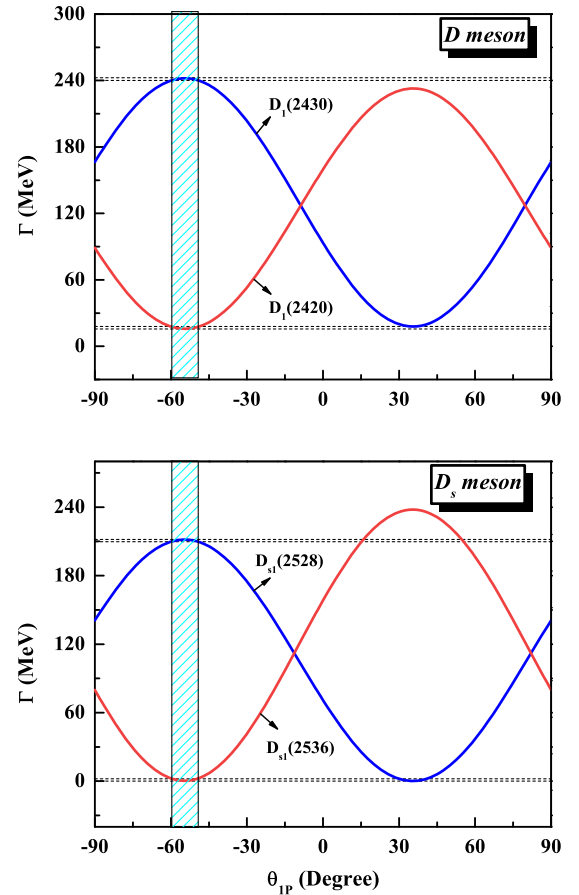 D meson
300
240
180
120
60
0
Γ (MeV)
D₁(2430)
D₁(2420)
-90 -60 -30 0 30 60 90
Dₛ meson
240
180
120
60
0
Γ (MeV)
Dₛ₁(2528)
Dₛ₁(2536)
-90 -60 -30 0 30 60 90
θ₁P (Degree)